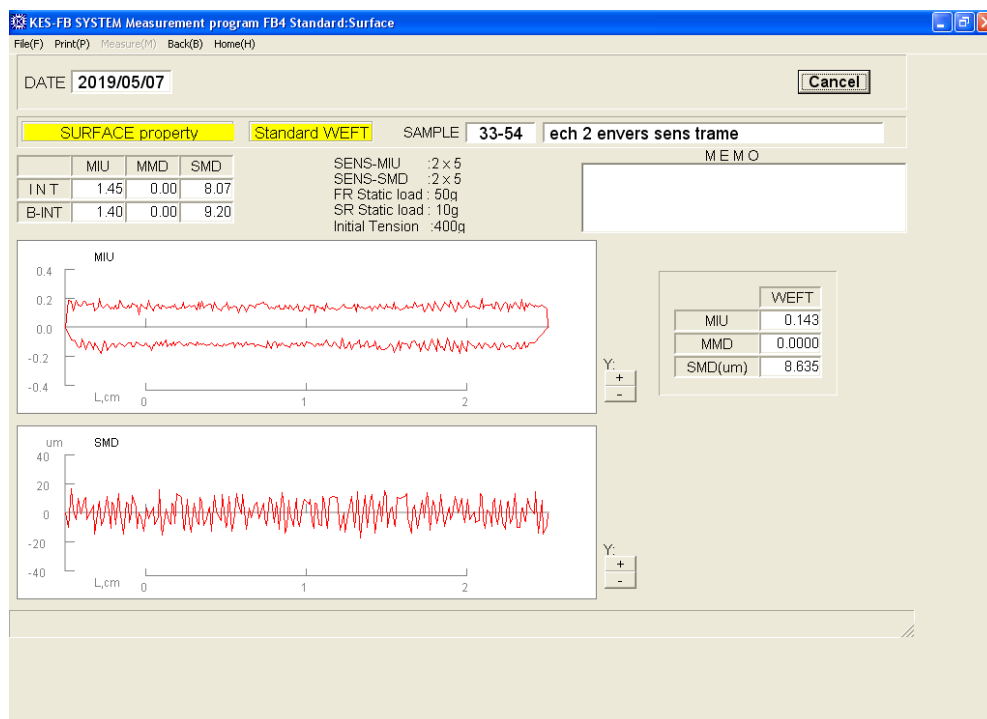 KES-FB SYSTEM Measurement program FB4 Standard:Surface
File(F) Print(P) Measure(M) Back(B) Home(H)
DATE 2019/05/07 Cancel
SURFACE property Standard WEFT SAMPLE 33-54 ech 2 envers sens trame
MEMO
MIU MMD SMD
INT 1.45 0.00 8.07
B-INT 1.40 0.00 9.20
SENS-MIU :2 × 5
SENS-SMD :2 × 5
FR Static load : 50g
SR Static load : 10g
Initial Tension :400g
MIU
0.4
0.2
0.0
-0.2
-0.4
L,cm 0 1 2
Y:
+
-
WEFT
MIU 0.143
MMD 0.0000
SMD(um) 8.635
um SMD
40
20
0
-20
-40
L,cm 0 1 2
Y:
+
-